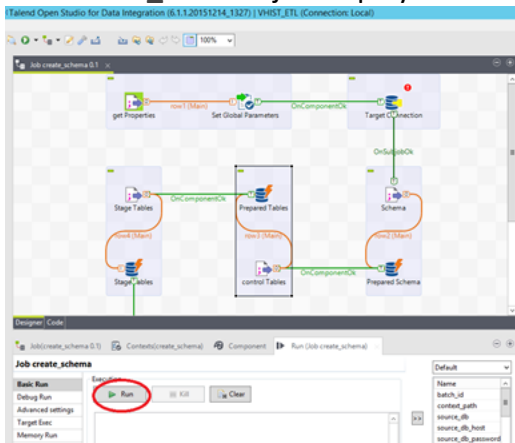 Talend Open Studio for Data Integration (6.1.1.20151214_1327) | VHIST_ETL (Connection: Local)
100%
Job create_schema 0.1
row1 (Main)
OnComponentOk
get Properties
Set Global Parameters
Target Connection
OnSubjobOk
OnComponentOk
Stage Tables
Prepared Tables
Schema
row4 (Main)
row3 (Main)
row2 (Main)
OnComponentOk
Stage Tables
control Tables
Prepared Schema
Designer Code
Job(create_schema 0.1) Contexts(create_schema) Component Run (Job create_schema)
Job create_schema
Default
Basic Run
Execution
Name
Debug Run
Run Kill Clear
batch_id
Advanced settings
context_path
Target Exec
source_db
source_db_host
Memory Run
source_db_password